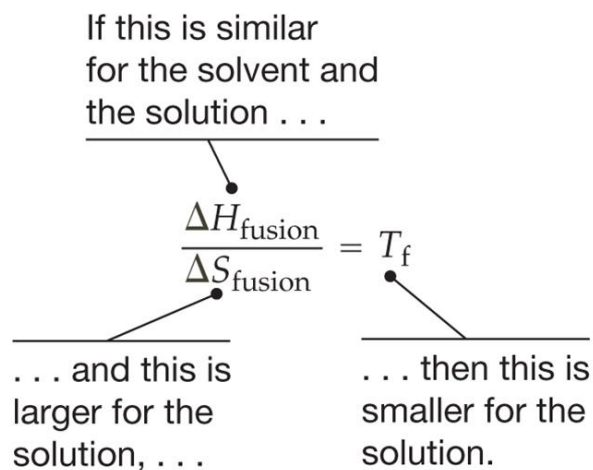 If this is similar
for the solvent and
the solution . . .
ΔH_fusion
ΔS_fusion
= T_f
. . . and this is
larger for the
solution, . . .
. . . then this is
smaller for the
solution.